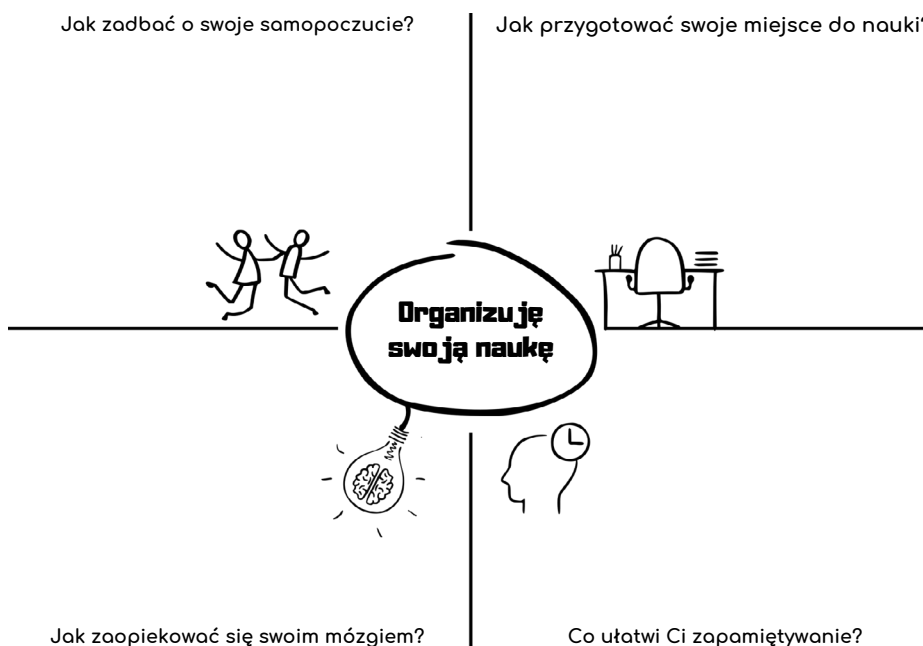 Jak zadbać o swoje samopoczucie?
Jak przygotować swoje miejsce do nauki?
Organizuję
swoją naukę
Jak zaopiekować się swoim mózgiem?
Co ułatwi Ci zapamiętywanie?